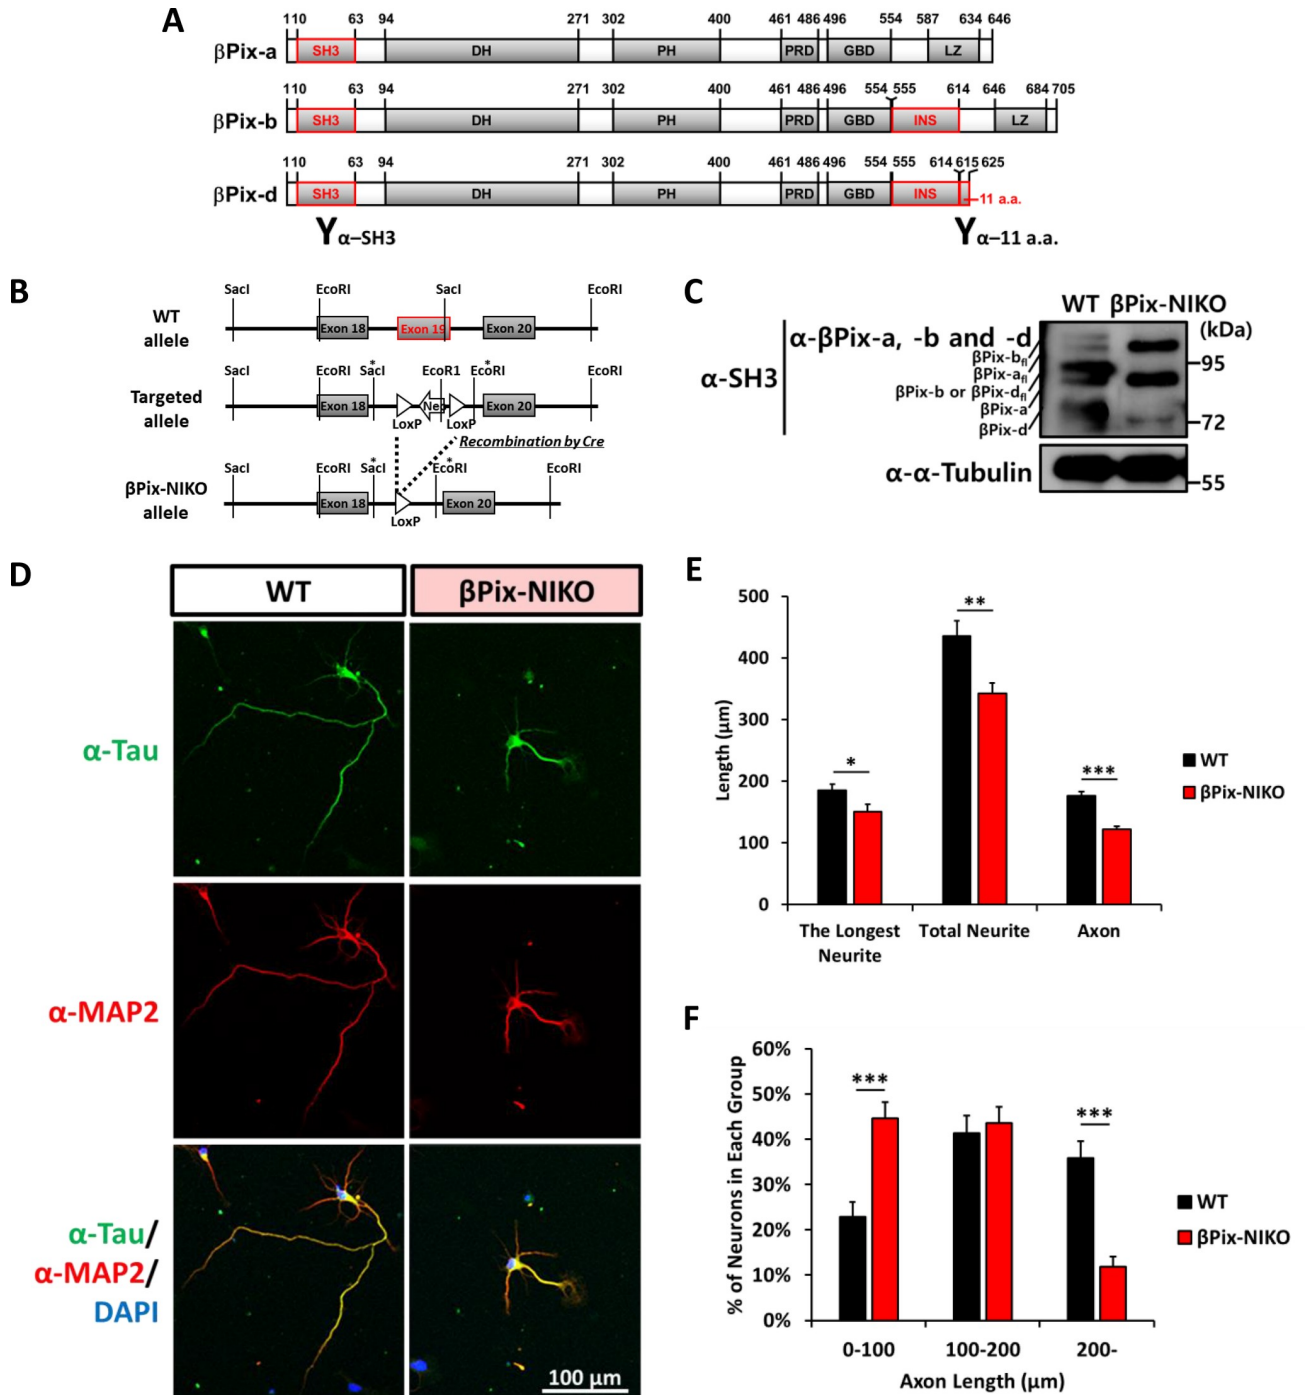 A
110 63 94 271 302 400 461 486 496 554 587 634 646
βPix-a SH3 DH PH PRD GBD LZ
110 63 94 271 302 400 461 486 496 554 555 614 646 684 705
βPix-b SH3 DH PH PRD GBD INS LZ
110 63 94 271 302 400 461 486 496 554 555 614 615 625
βPix-d SH3 DH PH PRD GBD INS 11 a.a.
α–SH3 α–11 a.a.
B
SacI EcoRI SacI EcoRI
WT
allele
Exon 18 Exon 19 Exon 20
* *
SacI EcoRI SacI EcoR1 EcoRI EcoRI
Targeted
allele
Exon 18 Ne Exon 20
LoxP LoxP
Recombination by Cre
* *
SacI EcoRI SacI EcoRI EcoRI
βPix-NIKO
allele
Exon 18 Exon 20
LoxP
C
WT βPix-NIKO
(kDa)
α-SH3
α-βPix-a, -b and -d
βPix-bfl
βPix-afl
βPix-b or βPix-dfl
βPix-a
βPix-d
95
72
α-α-Tubulin
55
D
WT βPix-NIKO
α-Tau
α-MAP2
α-Tau/
α-MAP2/
DAPI
100 μm
E
Length (μm)
500
400
300
200
100
0
* ** ***
The Longest
Neurite
Total Neurite
Axon
WT
βPix-NIKO
F
% of Neurons in Each Group
60%
50%
40%
30%
20%
10%
0%
*** ***
0-100 100-200 200-
Axon Length (μm)
WT
βPix-NIKO